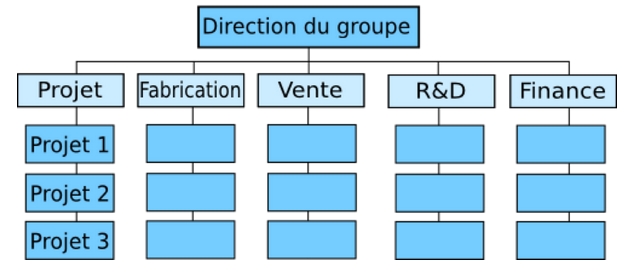 Direction du groupe
Projet
Fabrication
Vente
R&D
Finance
Projet 1
Projet 2
Projet 3